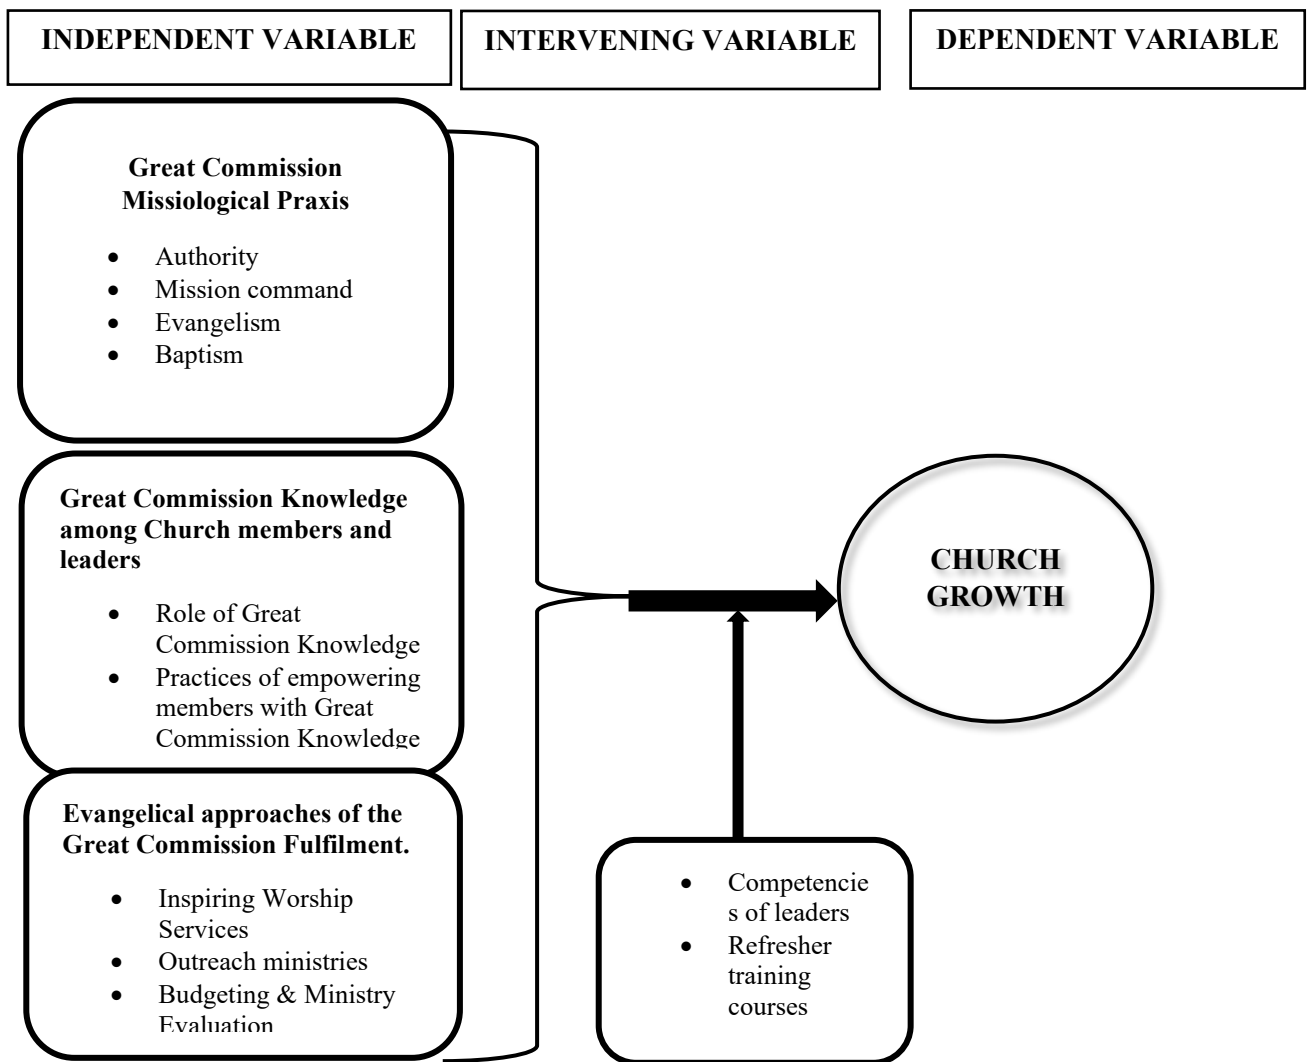 INDEPENDENT VARIABLE
INTERVENING VARIABLE
DEPENDENT VARIABLE
Great Commission
Missiological Praxis
• Authority
• Mission command
• Evangelism
• Baptism
Great Commission Knowledge
among Church members and
leaders
• Role of Great
Commission Knowledge
• Practices of empowering
members with Great
Commission Knowledge
Evangelical approaches of the
Great Commission Fulfilment.
• Inspiring Worship
Services
• Outreach ministries
• Budgeting & Ministry
Evaluation
• Competencie
s of leaders
• Refresher
training
courses
CHURCH
GROWTH